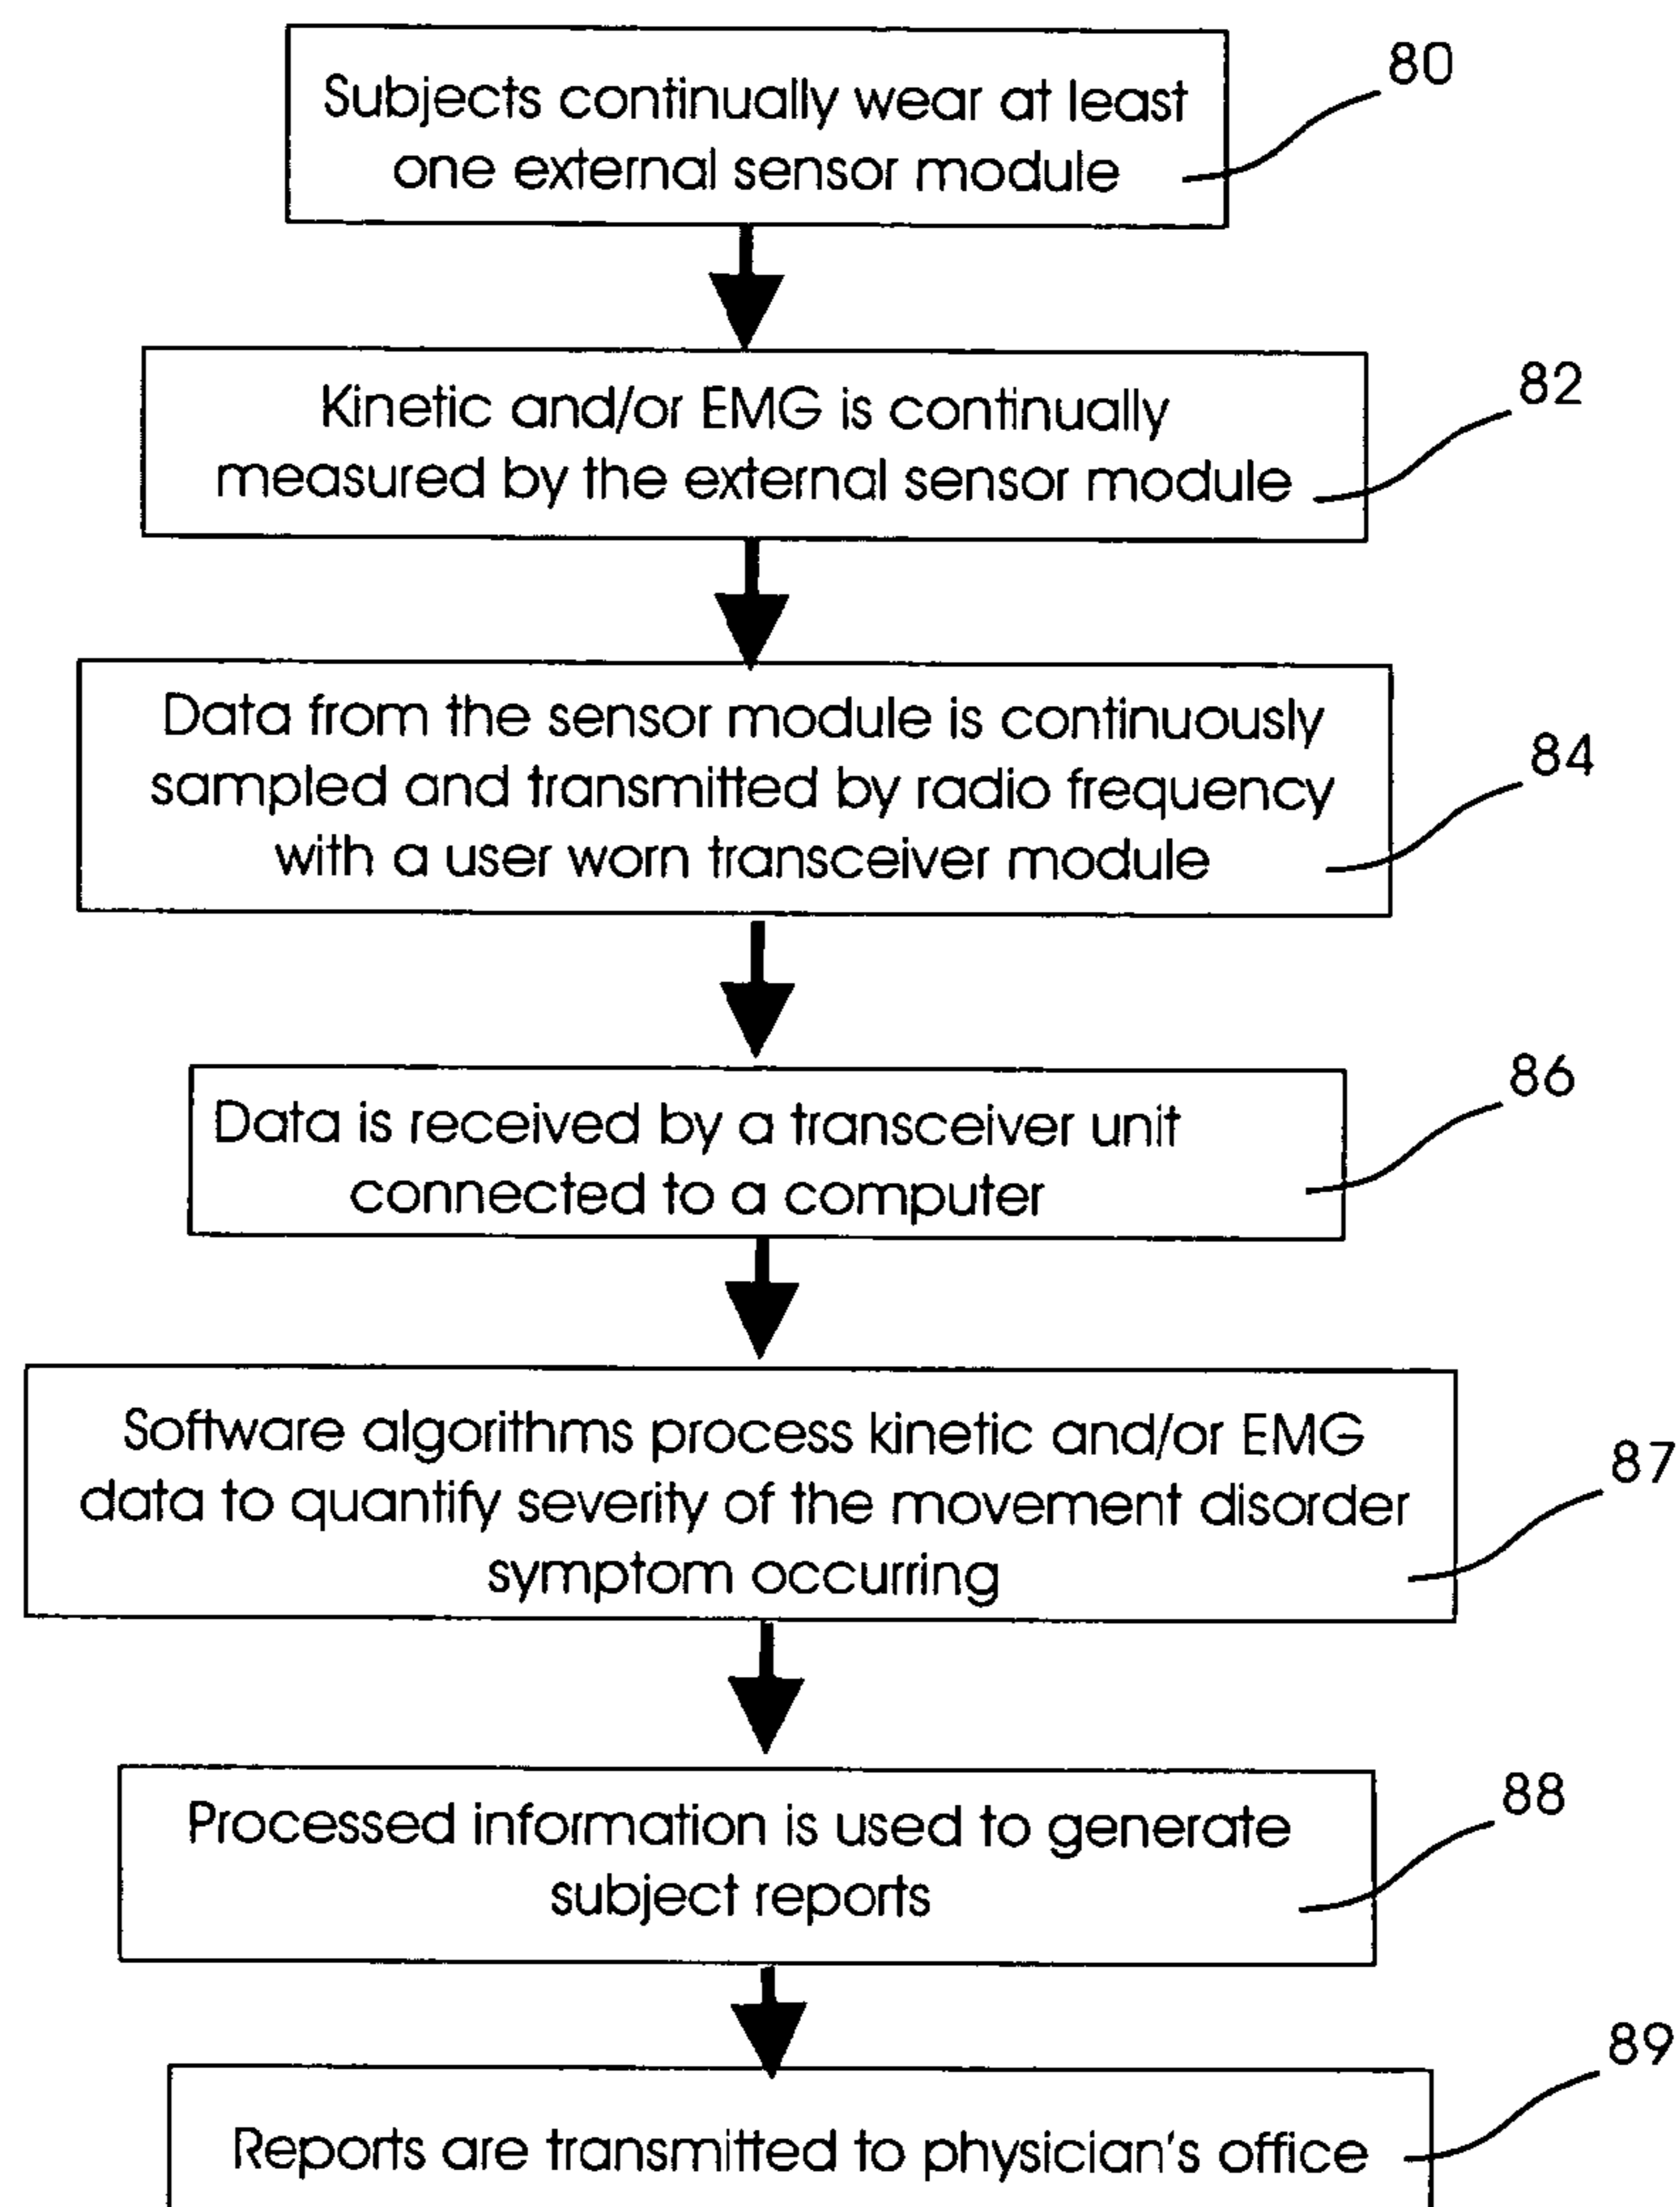 Subjects continually wear at least
one external sensor module
80
Kinetic and/or EMG is continually
measured by the external sensor module
82
Data from the sensor module is continuously
sampled and transmitted by radio frequency
with a user worn transceiver module
84
Data is received by a transceiver unit
connected to a computer
86
Software algorithms process kinetic and/or EMG
data to quantify severity of the movement disorder
symptom occurring
87
Processed information is used to generate
subject reports
88
Reports are transmitted to physician's office
89